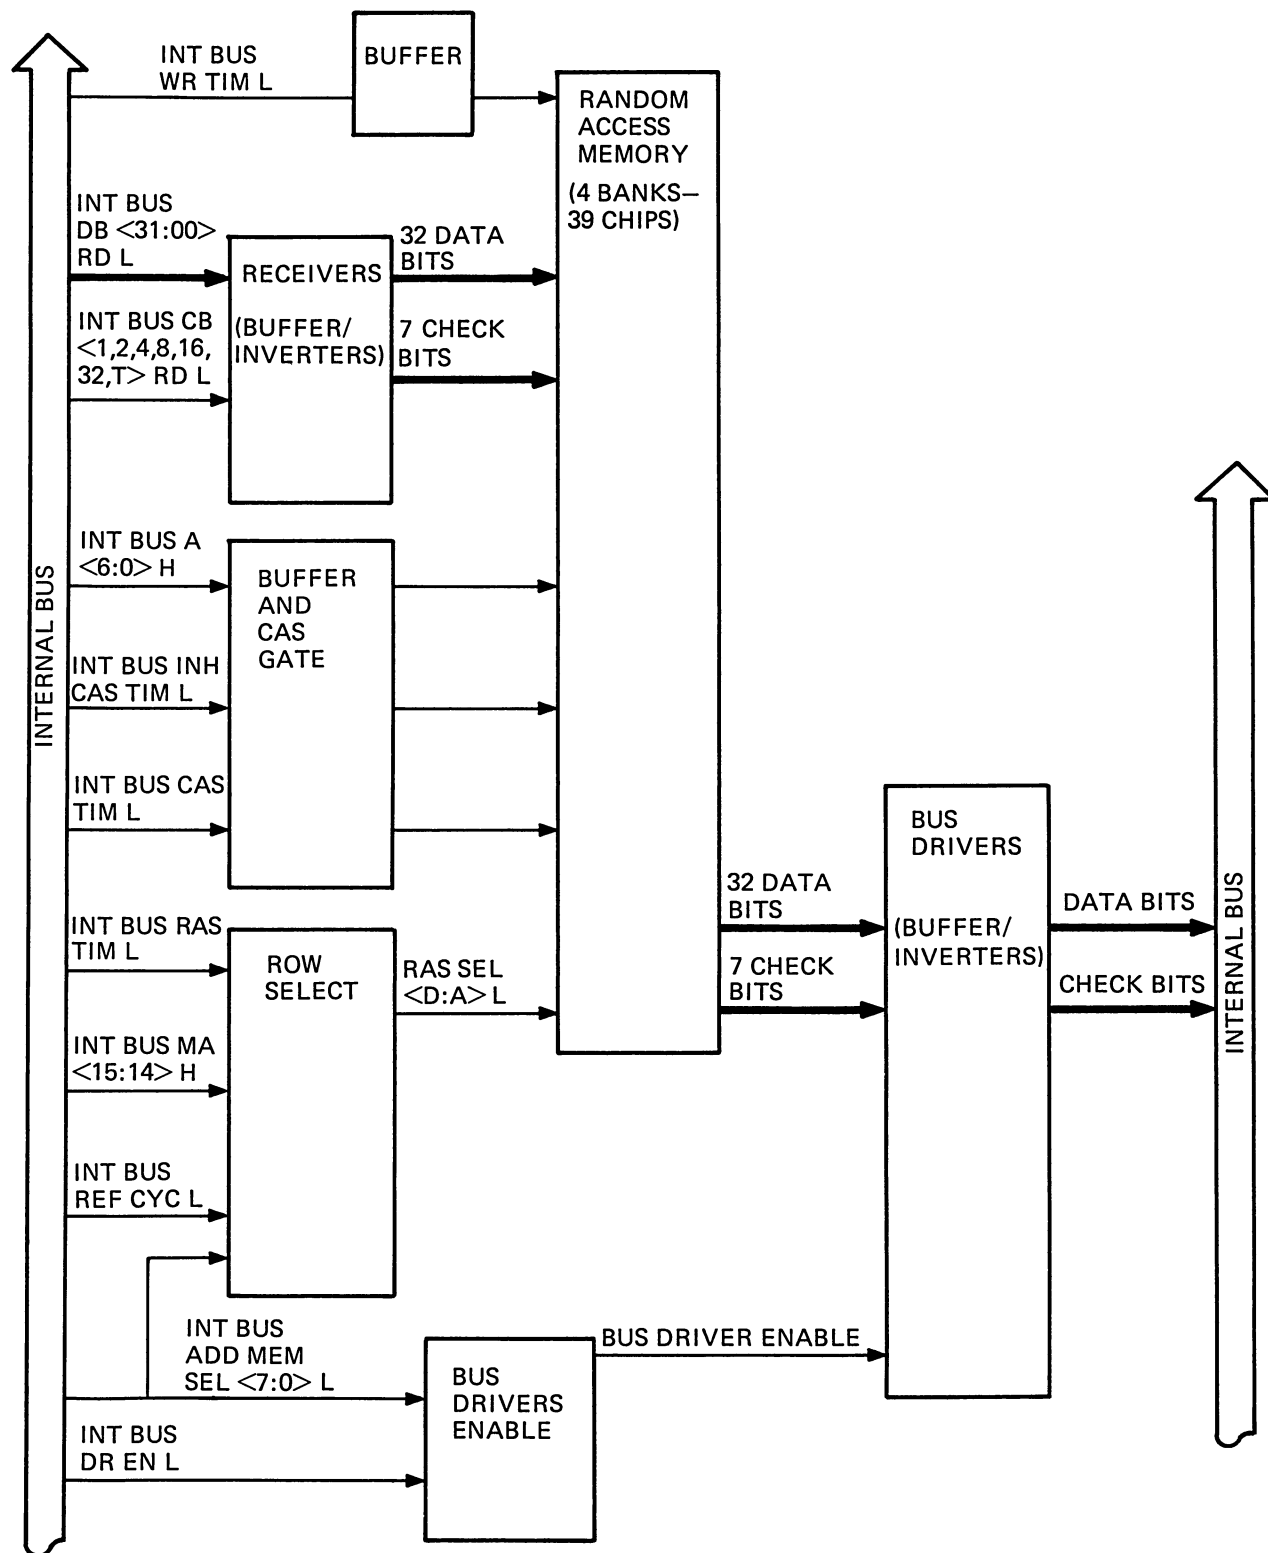 INT BUS
WR TIM L
BUFFER
RANDOM
ACCESS
MEMORY
(4 BANKS—
39 CHIPS)
INT BUS
DB <31:00>
RD L
RECEIVERS
(BUFFER/
INVERTERS)
32 DATA
BITS
INT BUS CB
<1,2,4,8,16,
32,T> RD L
7 CHECK
BITS
INTERNAL BUS
INT BUS A
<6:0> H
BUFFER
AND
CAS
GATE
INT BUS INH
CAS TIM L
INT BUS CAS
TIM L
INT BUS RAS
TIM L
ROW
SELECT
RAS SEL
<D:A> L
INT BUS MA
<15:14> H
INT BUS
REF CYC L
32 DATA
BITS
7 CHECK
BITS
BUS
DRIVERS
(BUFFER/
INVERTERS)
DATA BITS
CHECK BITS
INTERNAL BUS
INT BUS
ADD MEM
SEL <7:0> L
INT BUS
DR EN L
BUS
DRIVERS
ENABLE
BUS DRIVER ENABLE